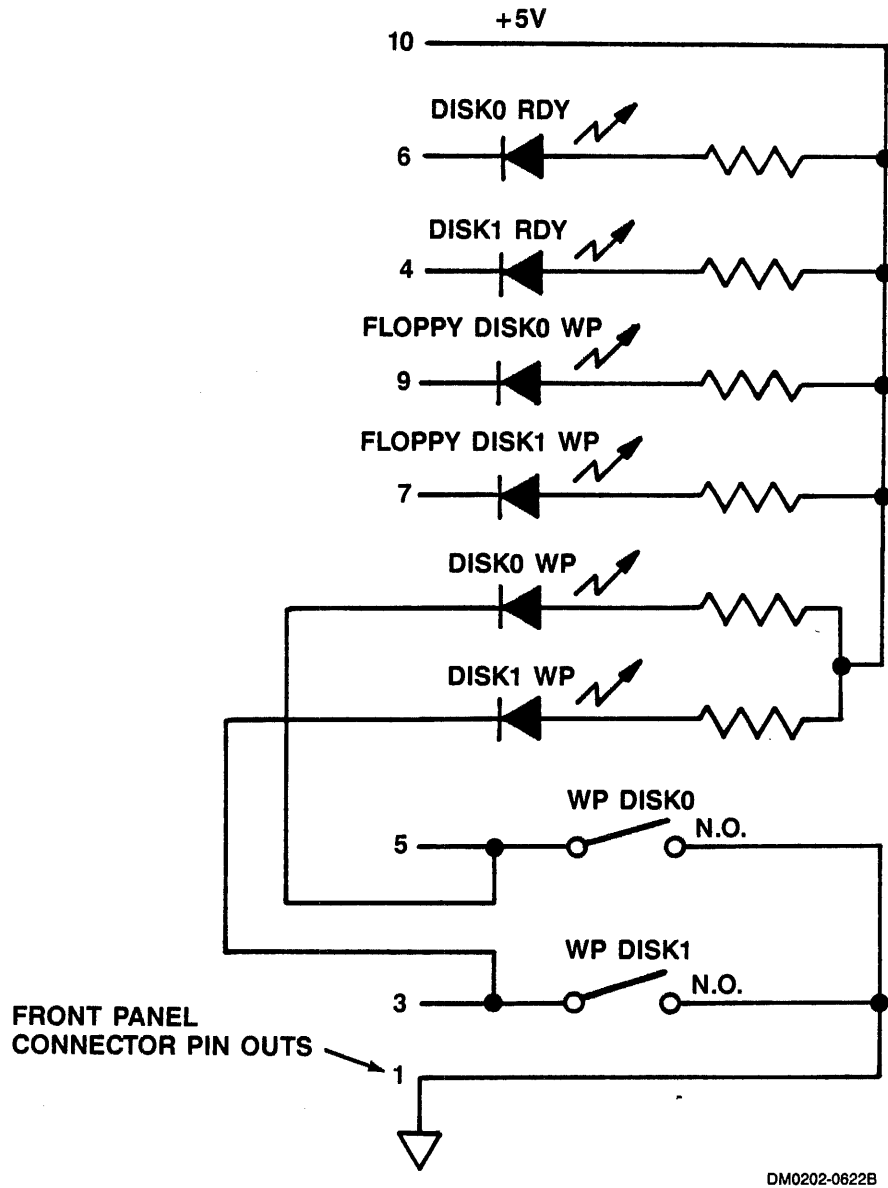 +5V
10
DISK0 RDY
6
DISK1 RDY
4
FLOPPY DISK0 WP
9
FLOPPY DISK1 WP
7
DISK0 WP
DISK1 WP
WP DISK0
5
N.O.
WP DISK1
3
N.O.
FRONT PANEL
CONNECTOR PIN OUTS
1
DM0202-0622B